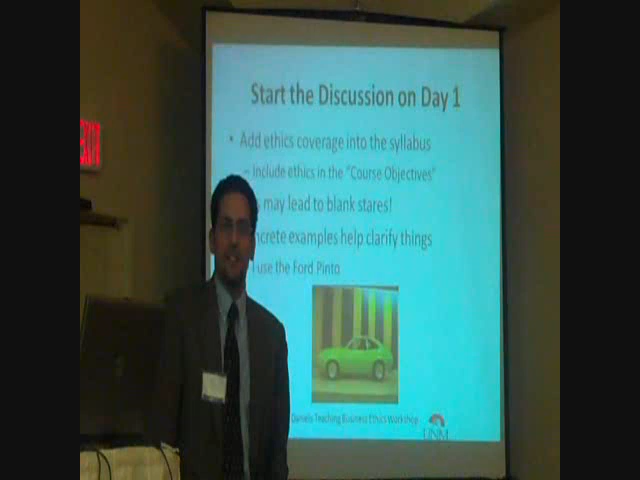 EXIT
Start the Discussion on Day 1
• Add ethics coverage into the syllabus
– Include ethics in the "Course Objectives"
may lead to blank stares!
examples help clarify things
I use the Ford Pinto
Daniels Teaching Business Ethics Workshop
UNM